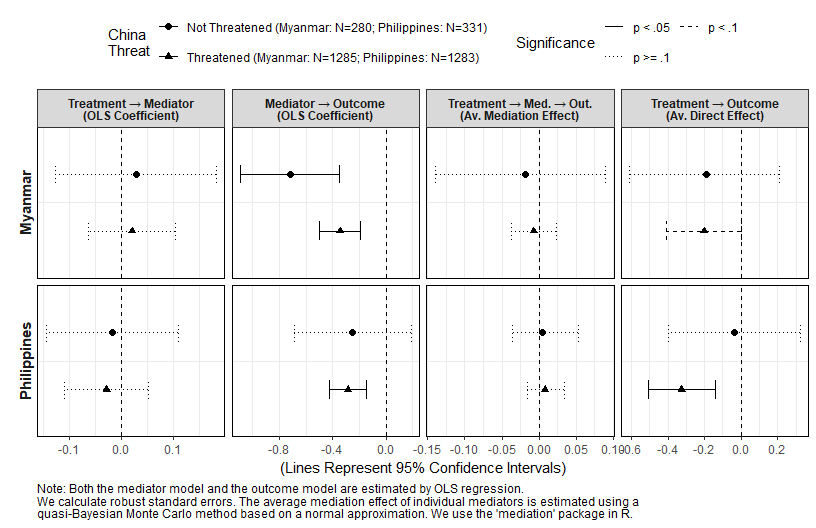 China
Threat
Not Threatened (Myanmar: N=280; Philippines: N=331)
Threatened (Myanmar: N=1285; Philippines: N=1283)
Significance
p < .05
p < .1
p >= .1
Treatment → Mediator
(OLS Coefficient)
Mediator → Outcome
(OLS Coefficient)
Treatment → Med. → Out.
(Av. Mediation Effect)
Treatment → Outcome
(Av. Direct Effect)
Myanmar
Philippines
-0.1 0.0 0.1
-0.8 -0.4 0.0
-0.15 -0.10 -0.05 0.00 0.05 0.10
-0.6 -0.4 -0.2 0.0 0.2
(Lines Represent 95% Confidence Intervals)
Note: Both the mediator model and the outcome model are estimated by OLS regression.
We calculate robust standard errors. The average mediation effect of individual mediators is estimated using a
quasi-Bayesian Monte Carlo method based on a normal approximation. We use the 'mediation' package in R.